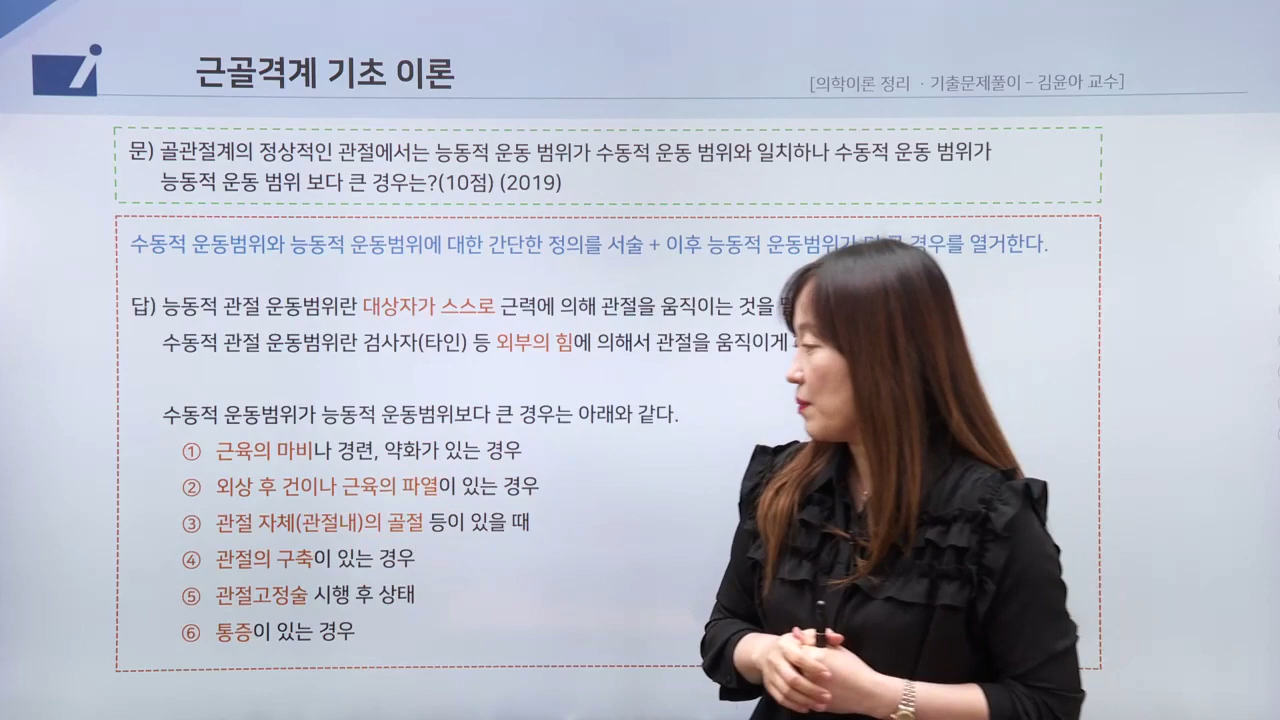 근골격계 기초 이론
[의학이론 정리 · 기출문제풀이 – 김윤아 교수]
문) 골관절계의 정상적인 관절에서는 능동적 운동 범위가 수동적 운동 범위와 일치하나 수동적 운동 범위가
능동적 운동 범위 보다 큰 경우는?(10점) (2019)
수동적 운동범위와 능동적 운동범위에 대한 간단한 정의를 서술 + 이후 능동적 운동범위가 경우를 열거한다.
답) 능동적 관절 운동범위란 대상자가 스스로 근력에 의해 관절을 움직이는 것을
수동적 관절 운동범위란 검사자(타인) 등 외부의 힘에 의해서 관절을 움직이게
수동적 운동범위가 능동적 운동범위보다 큰 경우는 아래와 같다.
① 근육의 마비나 경련, 약화가 있는 경우
② 외상 후 건이나 근육의 파열이 있는 경우
③ 관절 자체(관절내)의 골절 등이 있을 때
④ 관절의 구축이 있는 경우
⑤ 관절고정술 시행 후 상태
⑥ 통증이 있는 경우